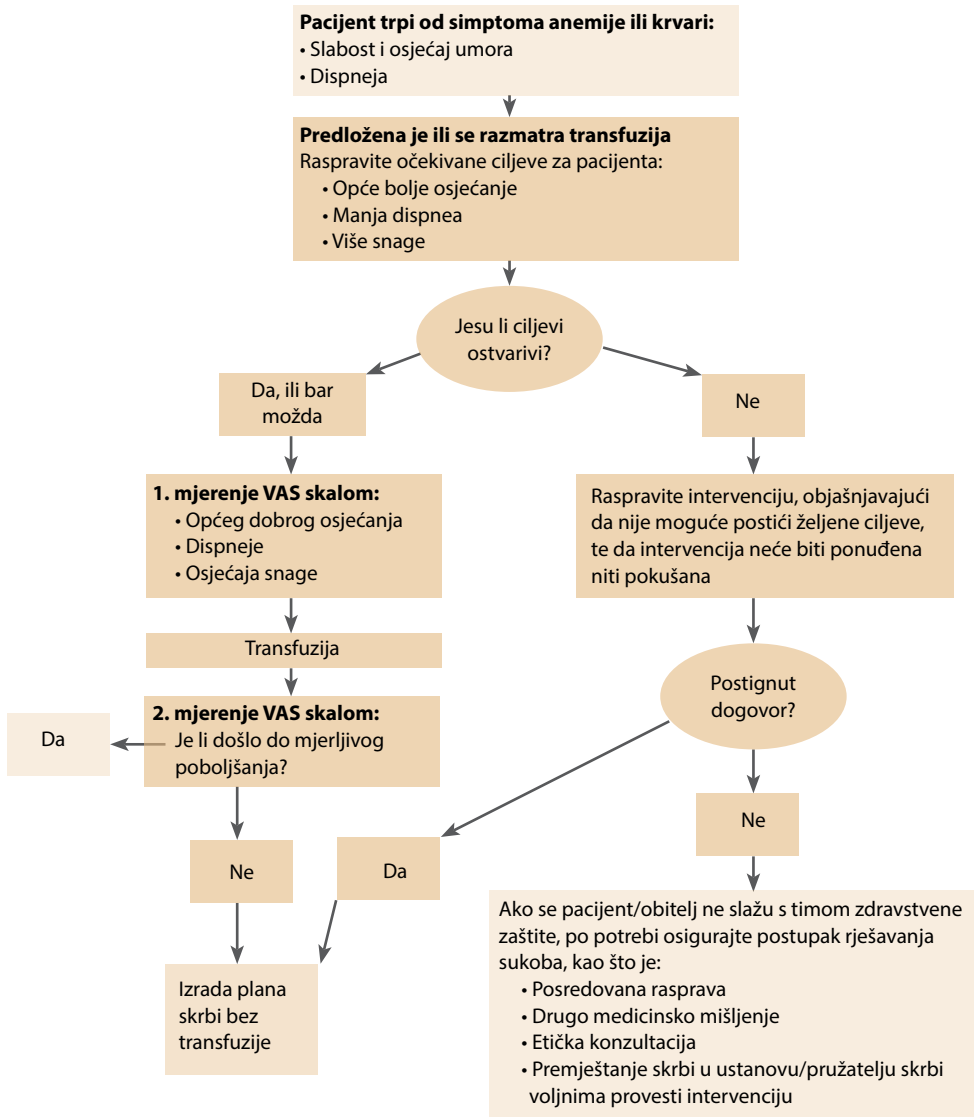 Pacijent trpi od simptoma anemije ili krvari:
• Slabost i osjećaj umora
• Dispneja
Predložena je ili se razmatra transfuzija
Raspravite očekivane ciljeve za pacijenta:
• Opće bolje osjećanje
• Manja dispnea
• Više snage
Jesu li ciljevi
ostvarivi?
Da, ili bar
možda
Ne
1. mjerenje VAS skalom:
• Općeg dobrog osjećanja
• Dispneje
• Osjećaja snage
Raspravite intervenciju, objašnjavajući
da nije moguće postići željene ciljeve,
te da intervencija neće biti ponuđena
niti pokušana
Transfuzija
2. mjerenje VAS skalom:
Je li došlo do mjerljivog
poboljšanja?
Da
Postignut
dogovor?
Ne
Da
Ne
Izrada plana
skrbi bez
transfuzije
Ako se pacijent/obitelj ne slažu s timom zdravstvene
zaštite, po potrebi osigurajte postupak rješavanja
sukoba, kao što je:
• Posredovana rasprava
• Drugo medicinsko mišljenje
• Etička konzultacija
• Premještanje skrbi u ustanovu/pružatelju skrbi
voljnima provesti intervenciju